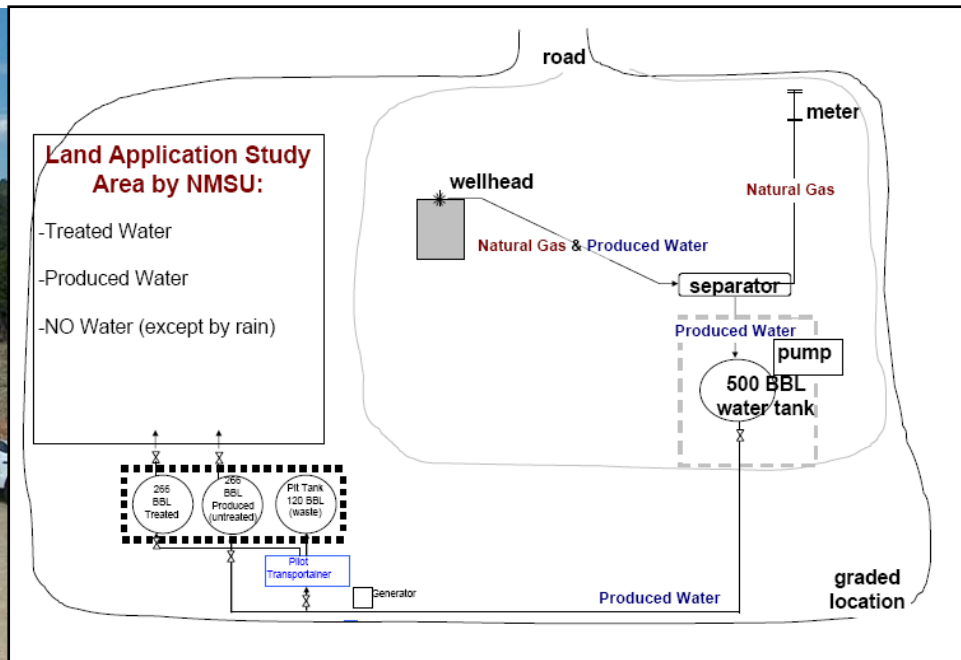 road
meter
Land Application Study
Area by NMSU:
-Treated Water
-Produced Water
-NO Water (except by rain)
wellhead
Natural Gas
Natural Gas & Produced Water
separator
Produced Water
pump
500 BBL
water tank
266
BBL
Treated
266
BBL
Produced
(untreated)
Pit Tank
120 BBL
(waste)
Pilot
Transportainer
Generator
Produced Water
graded
location